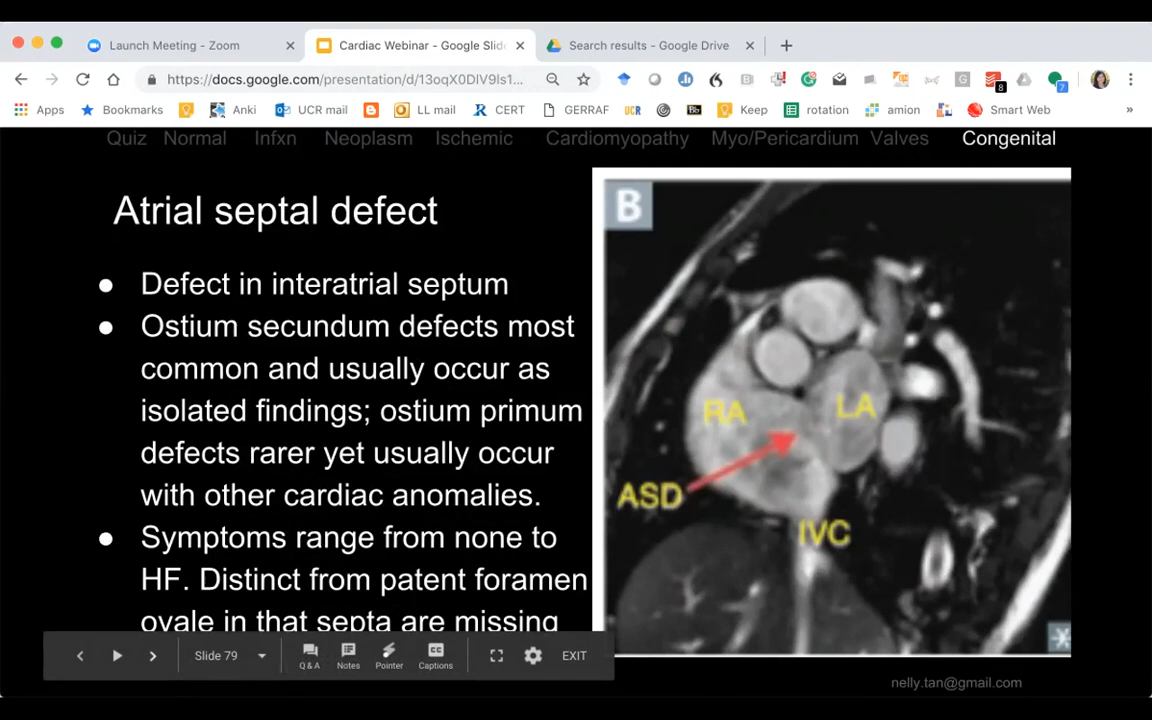 Launch Meeting - Zoom
Cardiac Webinar - Google Slid
Search results - Google Drive
https://docs.google.com/presentation/d/13oqX0DlV9ls1...
Apps
Bookmarks
Anki
UCR mail
LL mail
CERT
GERRAF
UCR
Bb
Keep
rotation
amion
Smart Web
»
8
7
Quiz Normal Infxn Neoplasm Ischemic Cardiomyopathy Myo/Pericardium Valves Congenital
Atrial septal defect
● Defect in interatrial septum
● Ostium secundum defects most
common and usually occur as
isolated findings; ostium primum
defects rarer yet usually occur
with other cardiac anomalies.
● Symptoms range from none to
HF. Distinct from patent foramen
ovale in that septa are missing
B
RA
LA
ASD
IVC
Slide 79
Q & A
Notes
Pointer
Captions
EXIT
nelly.tan@gmail.com